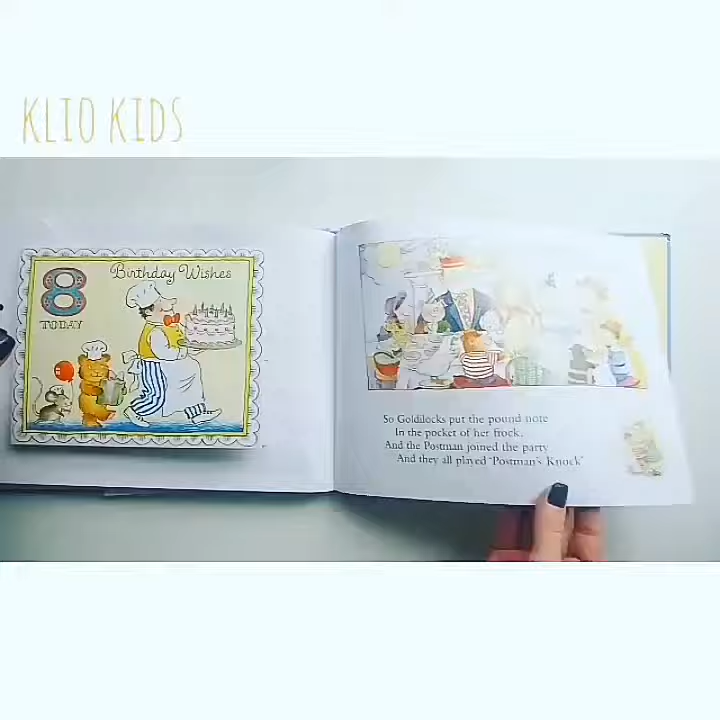 KLIO KIDS
8
TODAY
Birthday Wishes
So Goldilocks put the pound note
In the pocket of her frock.
And the Postman joined the party
And they all played "Postman's Knock"